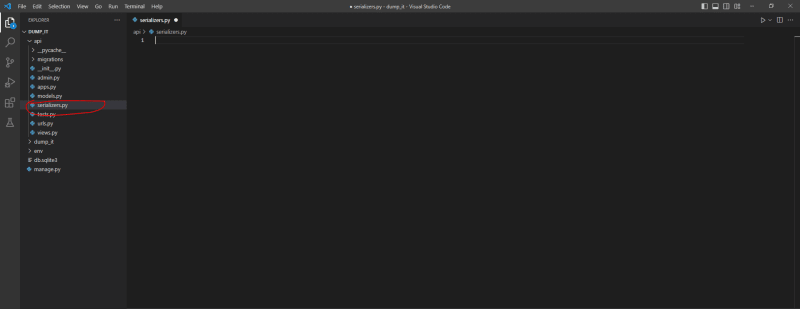 File Edit Selection View Go Run Terminal Help
● serializers.py - dump_it - Visual Studio Code
EXPLORER
serializers.py
DUMP_IT
api > serializers.py
api
1
__pycache__
migrations
__init__.py
admin.py
apps.py
models.py
serializers.py
tests.py
urls.py
views.py
dump_it
env
db.sqlite3
manage.py